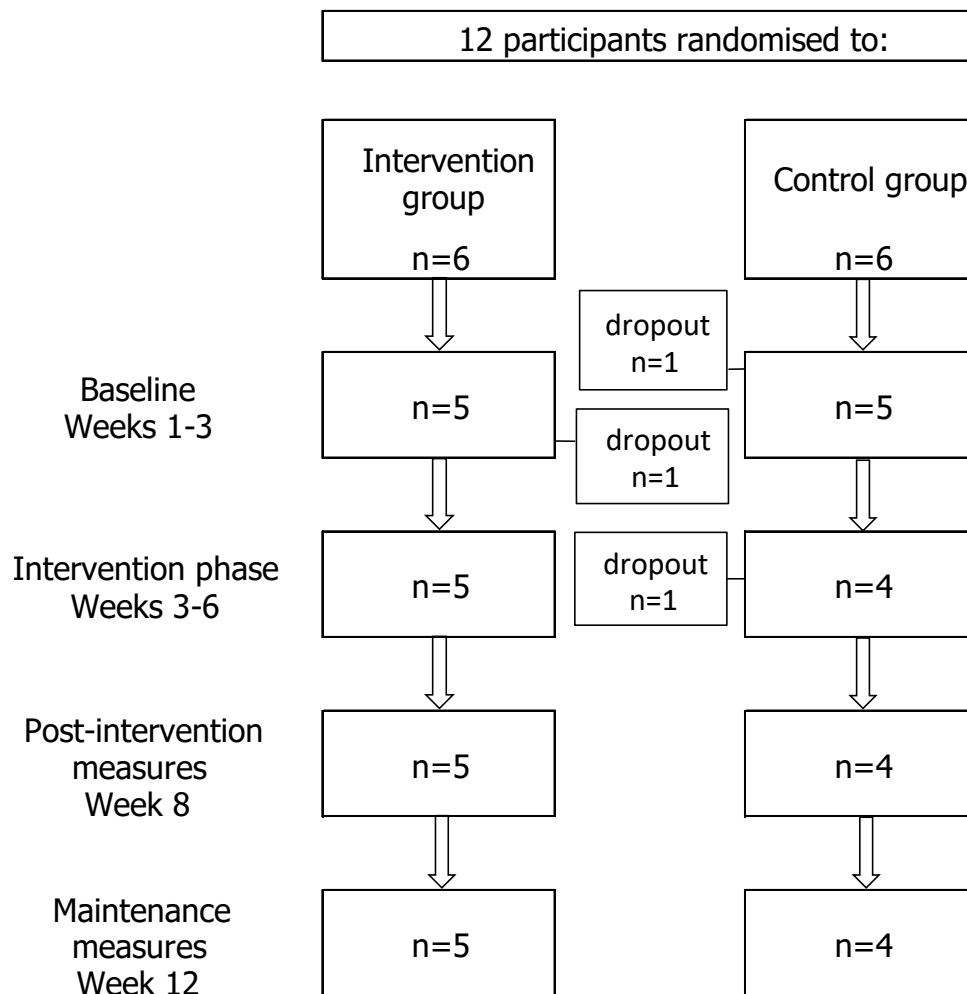 12 participants randomised to:
Intervention
group
n=6
Control group
n=6
dropout
n=1
Baseline
Weeks 1-3
n=5
n=5
dropout
n=1
Intervention phase
Weeks 3-6
n=5
dropout
n=1
n=4
Post-intervention
measures
Week 8
n=5
n=4
Maintenance
measures
Week 12
n=5
n=4